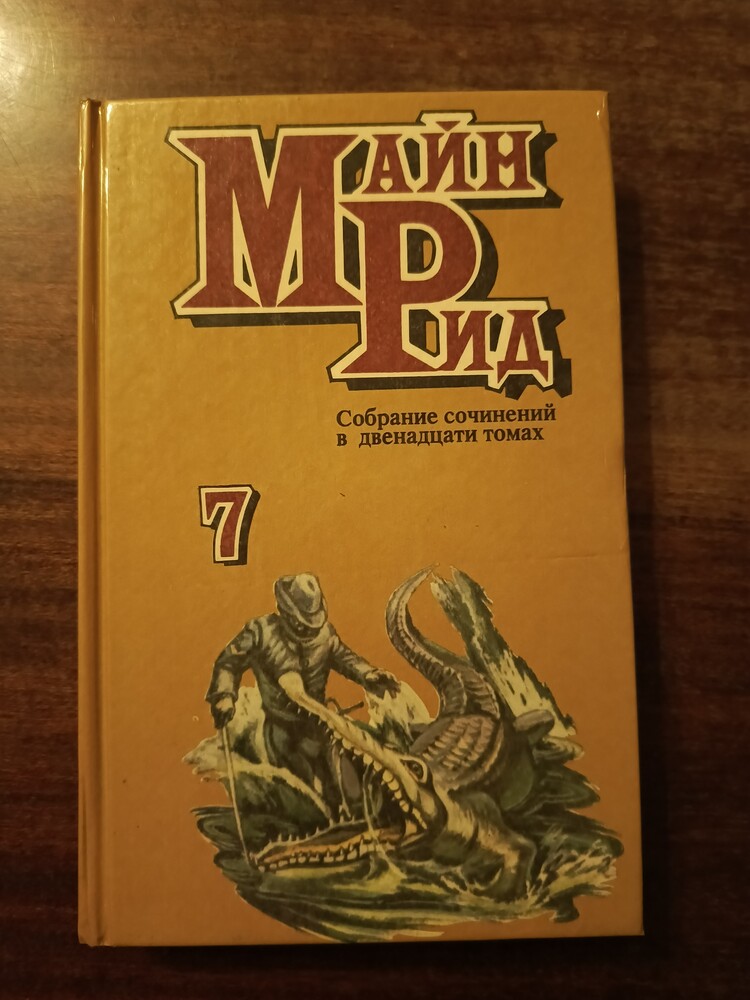 МАЙН
РИД
Собрание сочинений
в двенадцати томах
7